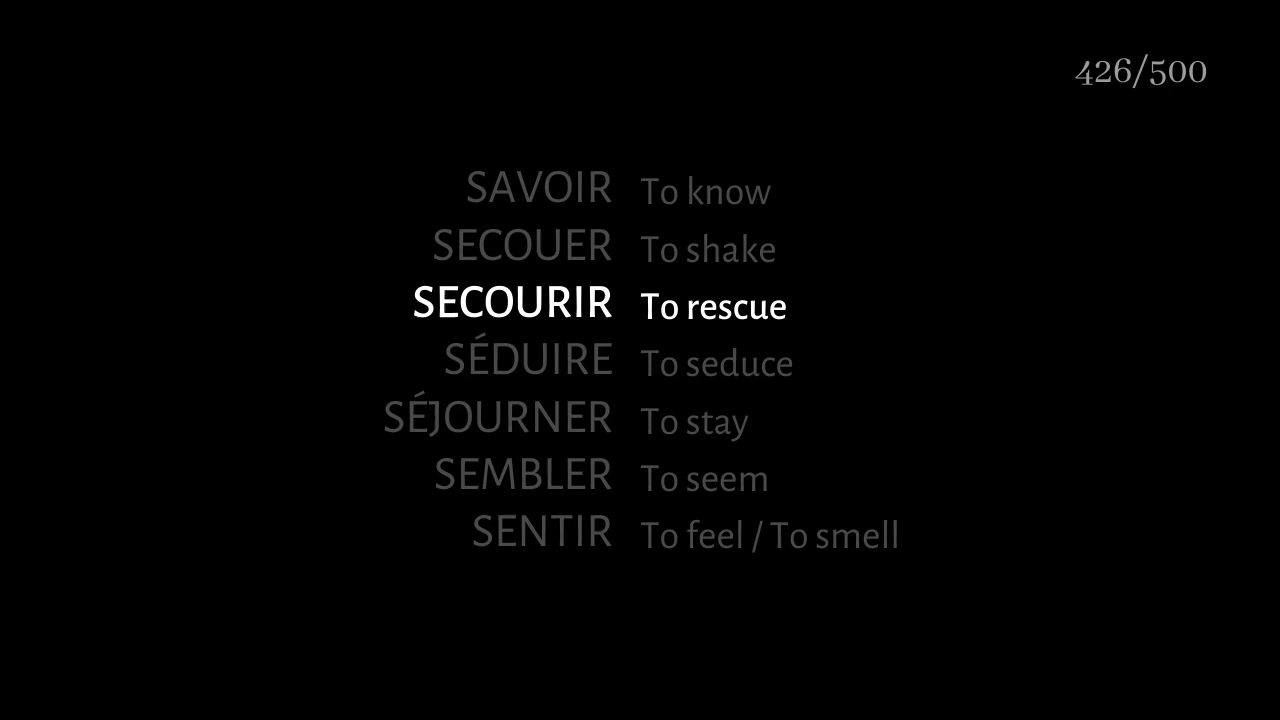 426/500
SAVOIR To know
SECOUER To shake
SECOURIR To rescue
SÉDUIRE To seduce
SÉJOURNER To stay
SEMBLER To seem
SENTIR To feel / To smell